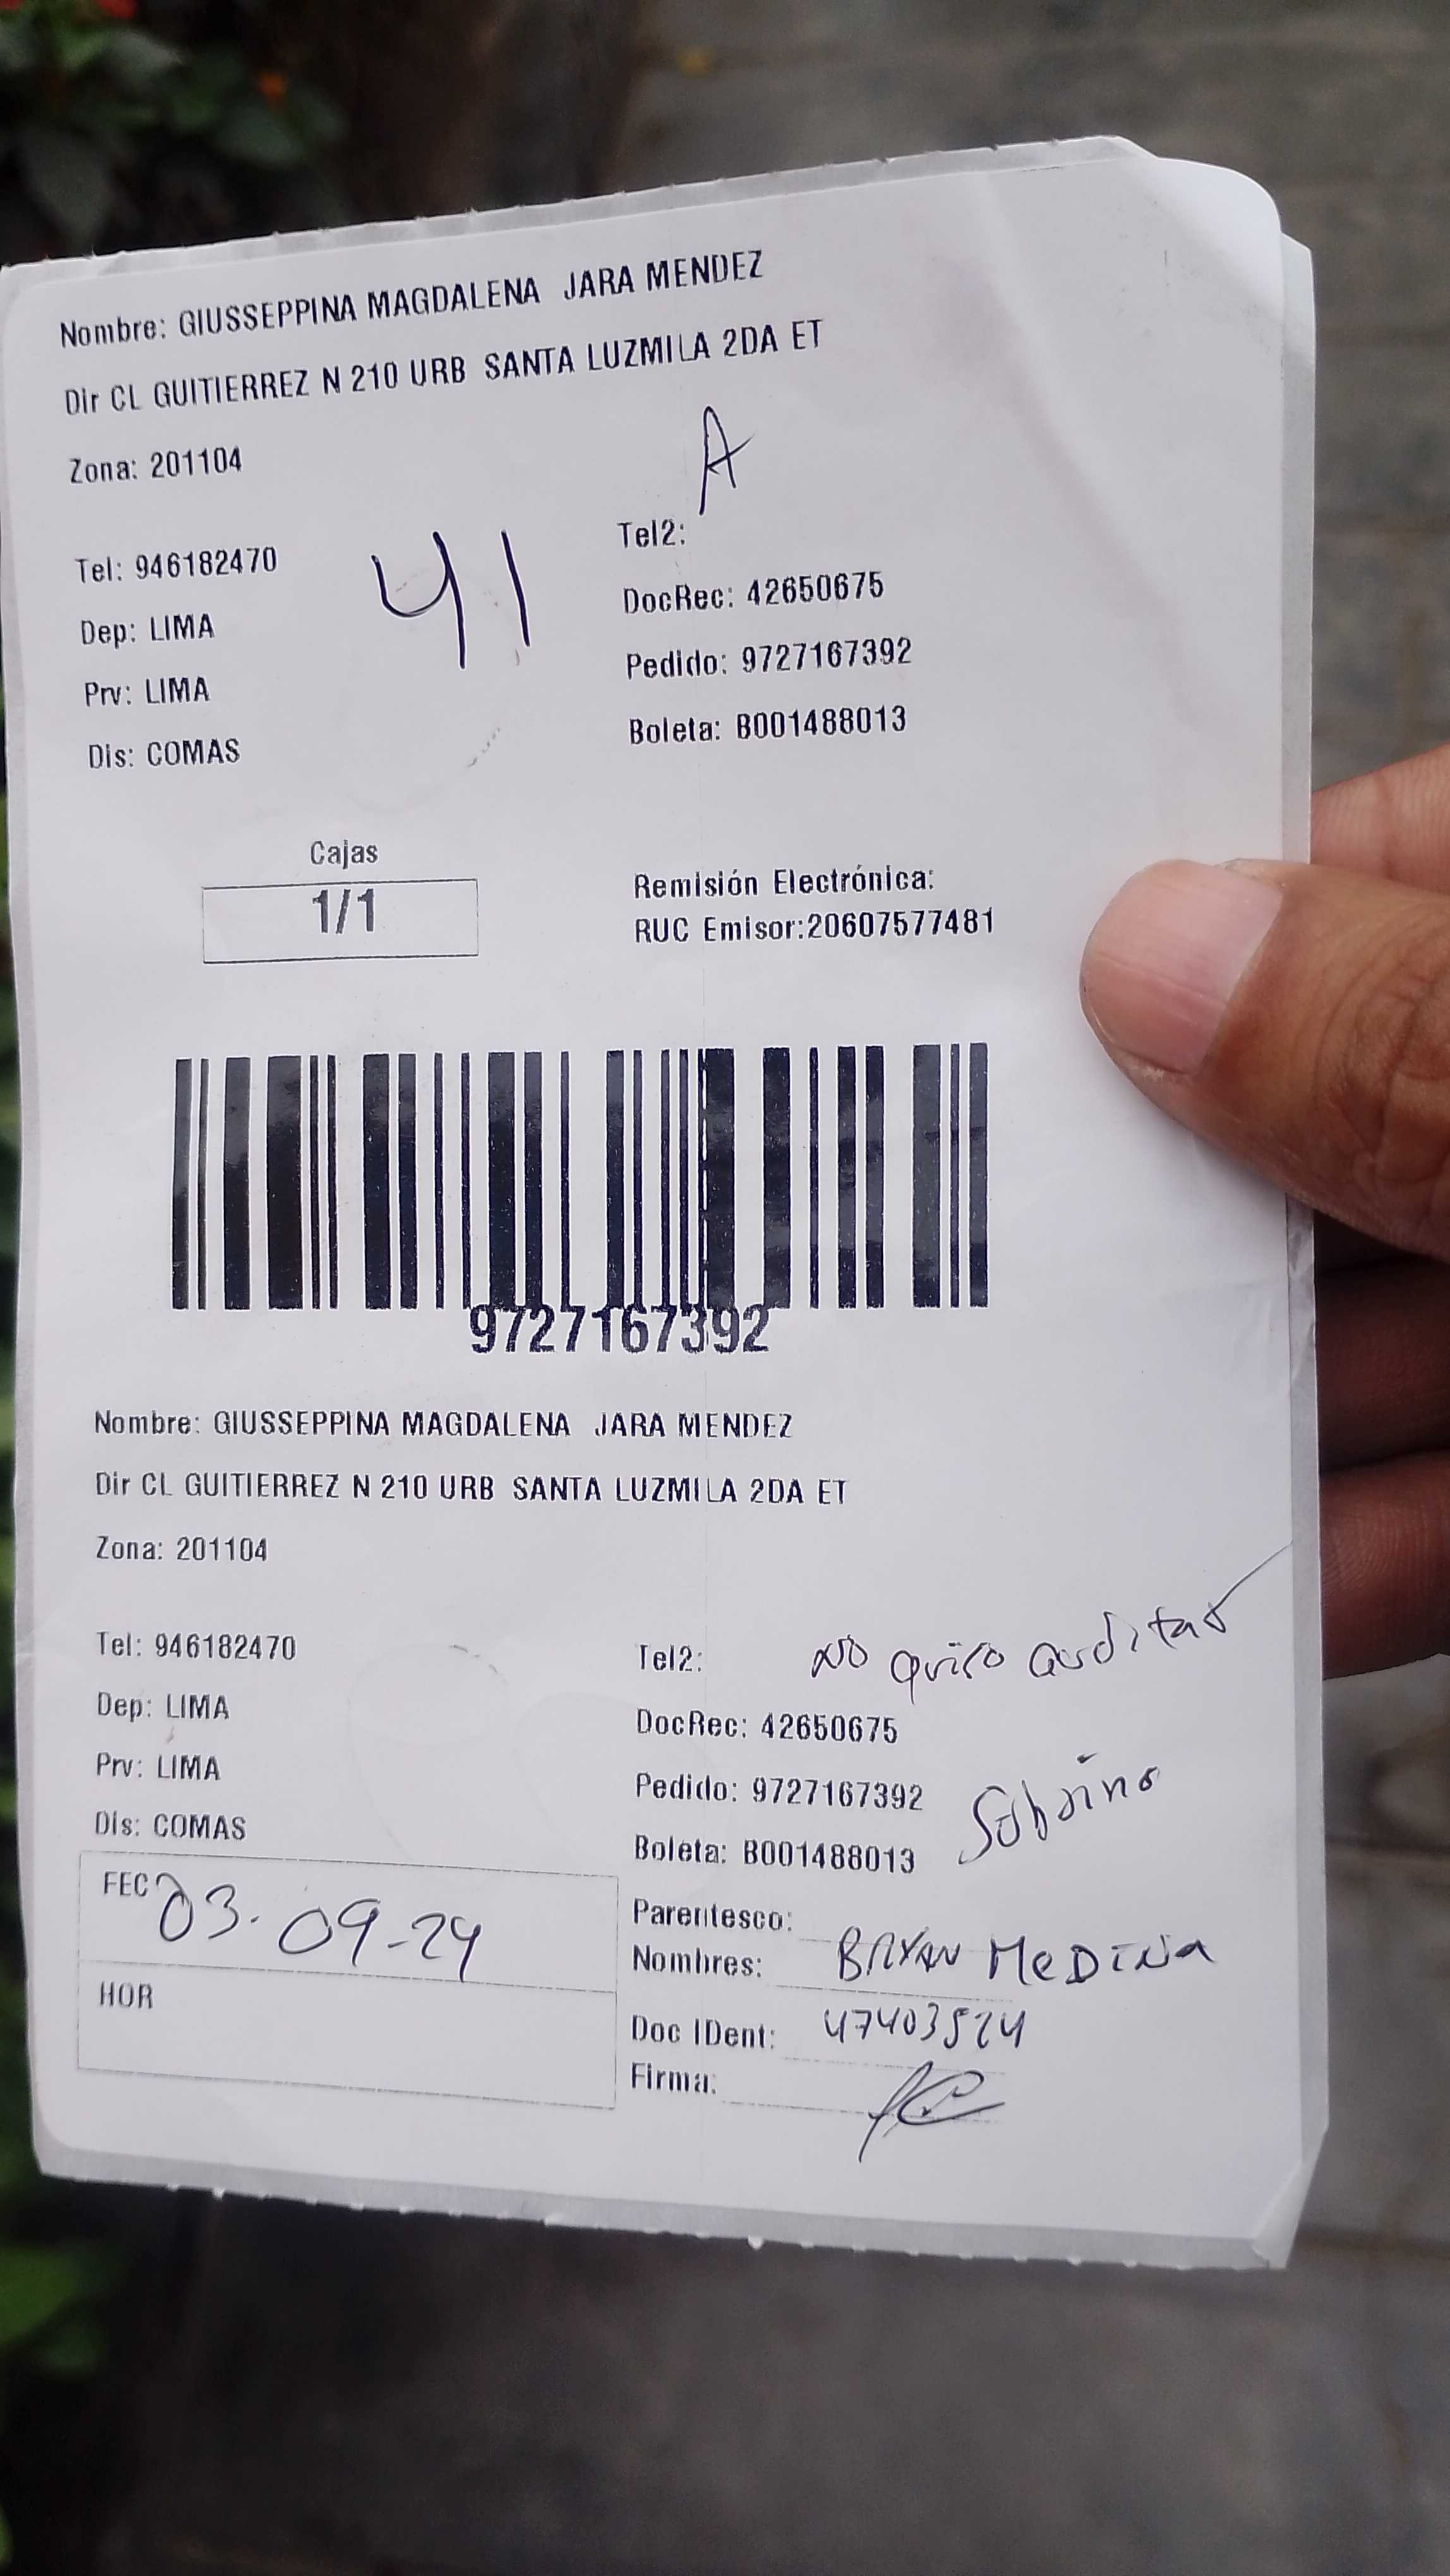 Nombre: GIUSSEPPINA MAGDALENA JARA MENDEZ
Dir CL GUITIERREZ N 210 URB SANTA LUZMILA 2DA ET
Zona: 201104
A
Tel: 946182470
41
Tel2:
Dep: LIMA
DocRec: 42650675
Prv: LIMA
Pedido: 9727167392
Dis: COMAS
Boleta: B001488013
Cajas
1/1
Remisión Electrónica:
RUC Emisor:20607577481
9727167392
Nombre: GIUSSEPPINA MAGDALENA JARA MENDEZ
Dir CL GUITIERREZ N 210 URB SANTA LUZMILA 2DA ET
Zona: 201104
Tel: 946182470
Tel2: No quiso auditar
Dep: LIMA
DocRec: 42650675
Prv: LIMA
Pedido: 9727167392
Dis: COMAS
Boleta: B001488013
Sobrino
FEC 03-09-24
HOR
Parentesco:
Nombres: BRYAN MEDINA
Doc IDent: 47403524
Firma: